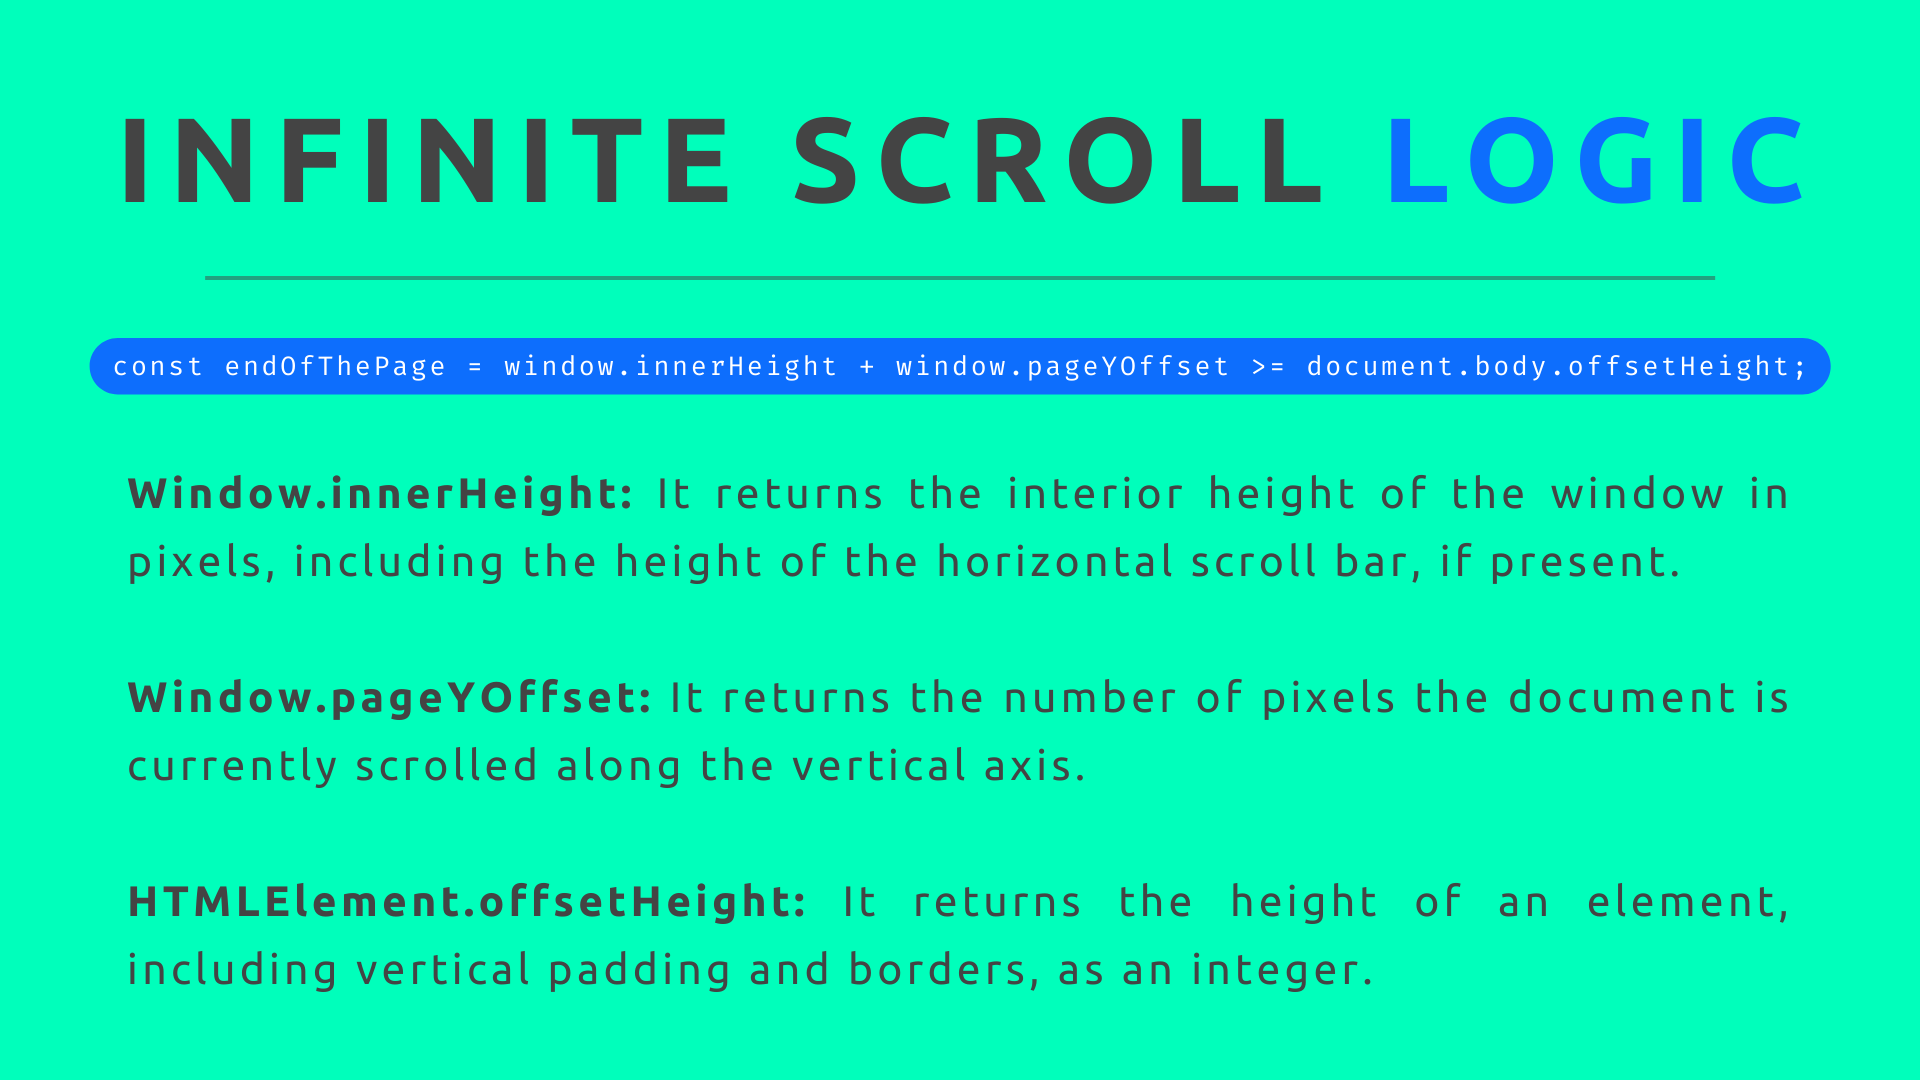 INFINITE SCROLL LOGIC
const endOfThePage = window.innerHeight + window.pageYOffset >= document.body.offsetHeight;
Window.innerHeight: It returns the interior height of the window in
pixels, including the height of the horizontal scroll bar, if present.
Window.pageYOffset: It returns the number of pixels the document is
currently scrolled along the vertical axis.
HTMLElement.offsetHeight: It returns the height of an element,
including vertical padding and borders, as an integer.